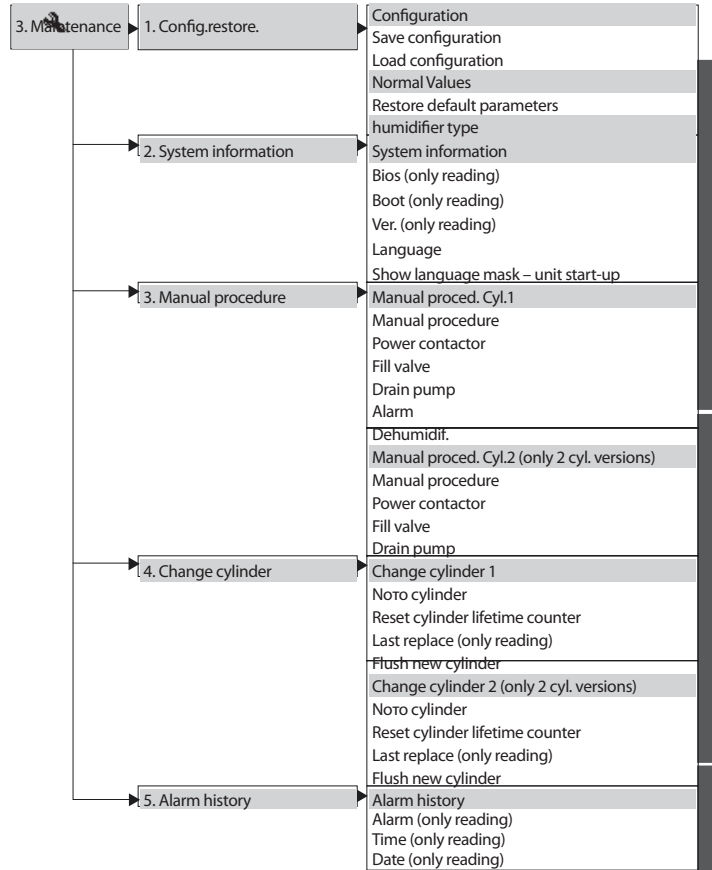 3. Maintenance
1. Config.restore.
Configuration
Save configuration
Load configuration
Normal Values
Restore default parameters
humidifier type
2. System information
System information
Bios (only reading)
Boot (only reading)
Ver. (only reading)
Language
Show language mask – unit start-up
3. Manual procedure
Manual proced. Cyl.1
Manual procedure
Power contactor
Fill valve
Drain pump
Alarm
Dehumidif.
Manual proced. Cyl.2 (only 2 cyl. versions)
Manual procedure
Power contactor
Fill valve
Drain pump
4. Change cylinder
Change cylinder 1
Noтo cylinder
Reset cylinder lifetime counter
Last replace (only reading)
Flush new cylinder
Change cylinder 2 (only 2 cyl. versions)
Noтo cylinder
Reset cylinder lifetime counter
Last replace (only reading)
Flush new cylinder
5. Alarm history
Alarm history
Alarm (only reading)
Time (only reading)
Date (only reading)